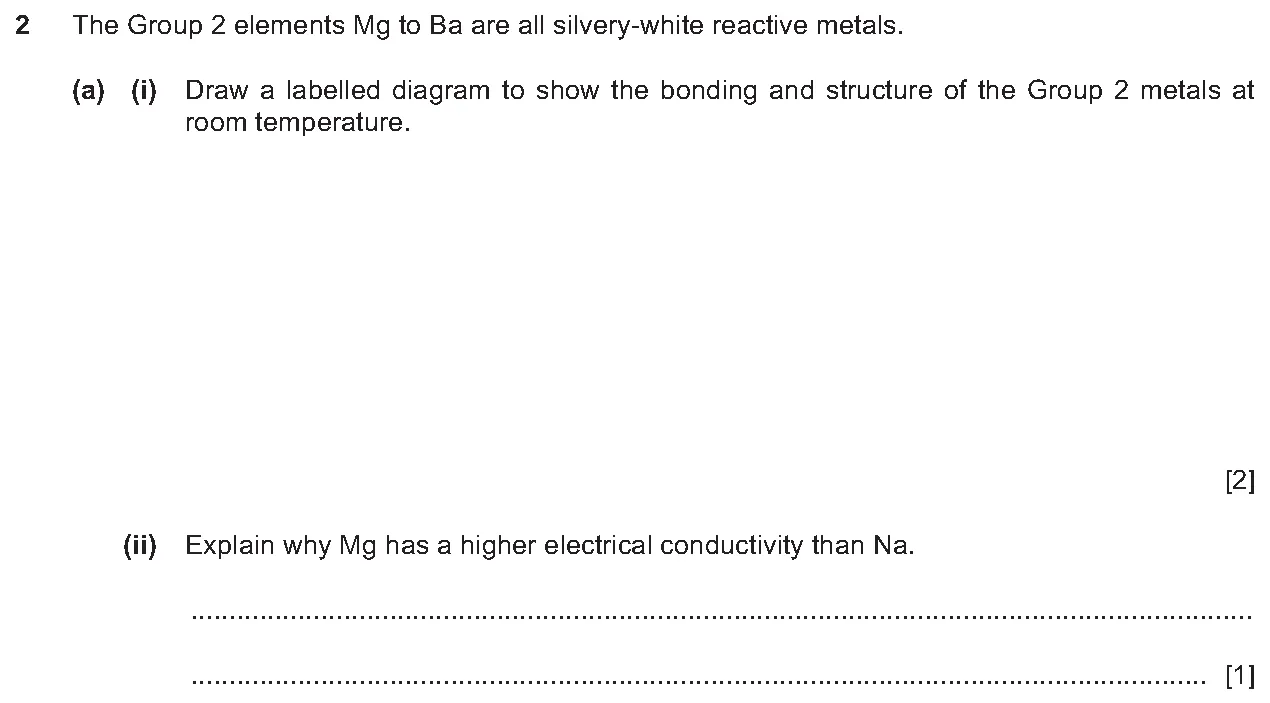 2 The Group 2 elements Mg to Ba are all silvery-white reactive metals.
(a) (i) Draw a labelled diagram to show the bonding and structure of the Group 2 metals at
room temperature.
[2]
(ii) Explain why Mg has a higher electrical conductivity than Na.
..........................................................................................................................................
.................................................................................................................................... [1]